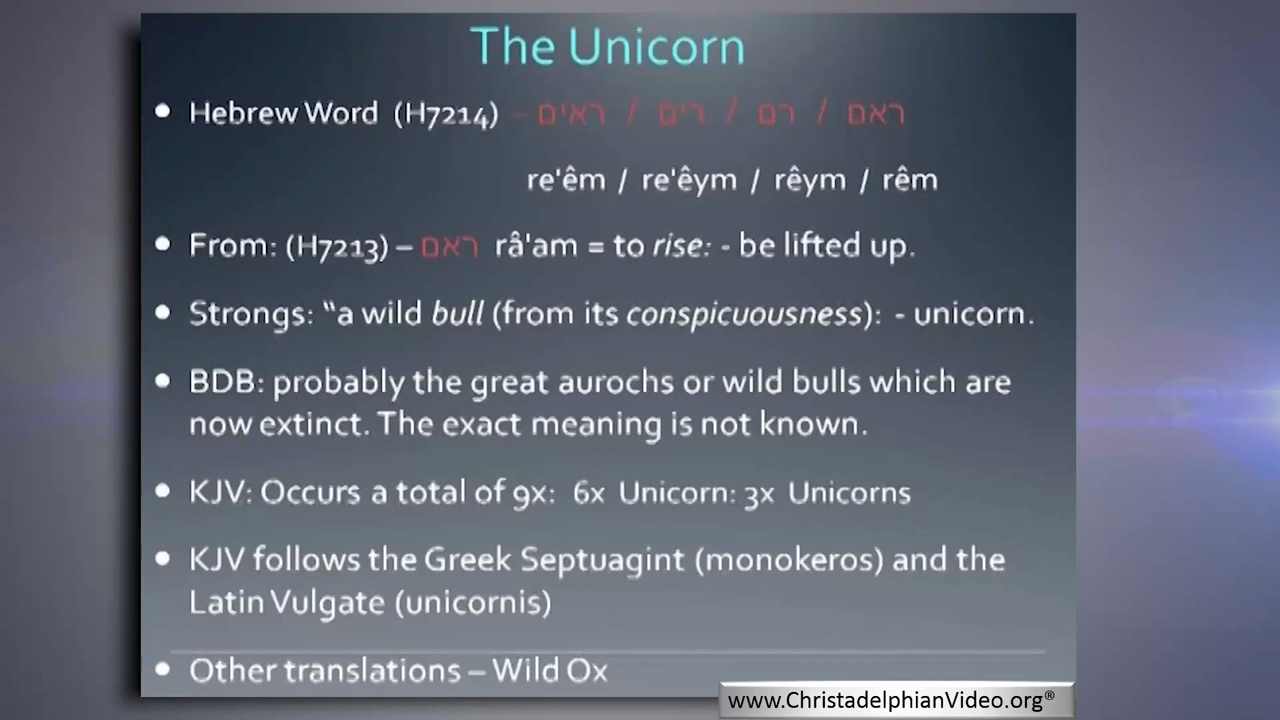 The Unicorn
• Hebrew Word (H7214) – ראם / רם / רים / ראים
re'êm / re'êym / rêym / rêm
• From: (H7213) – ראם râ'am = to rise: - be lifted up.
• Strongs: “a wild bull (from its conspicuousness): - unicorn.
• BDB: probably the great aurochs or wild bulls which are
now extinct. The exact meaning is not known.
• KJV: Occurs a total of 9x: 6x Unicorn: 3x Unicorns
• KJV follows the Greek Septuagint (monokeros) and the
Latin Vulgate (unicornis)
• Other translations – Wild Ox
www.ChristadelphianVideo.org®